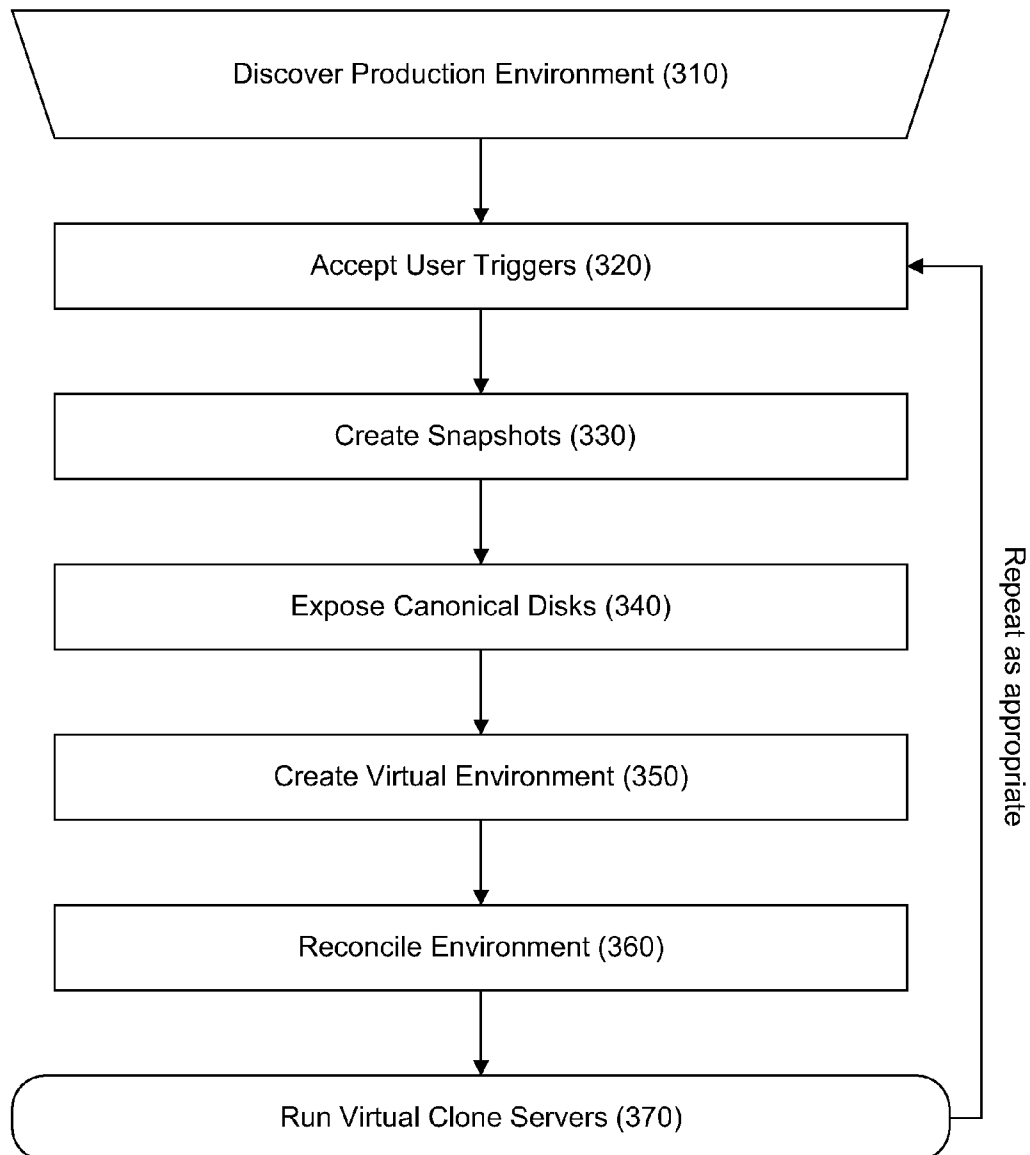 Discover Production Environment (310)
Accept User Triggers (320)
Create Snapshots (330)
Expose Canonical Disks (340)
Create Virtual Environment (350)
Reconcile Environment (360)
Run Virtual Clone Servers (370)
Repeat as appropriate